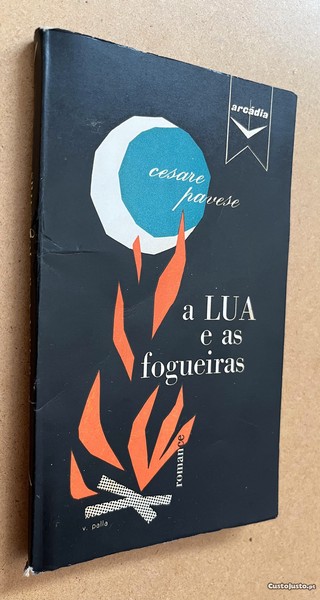 arcádia
cesare
pavese
a LUA
e as
fogueiras
romance
v. palla
CustoJusto.pt